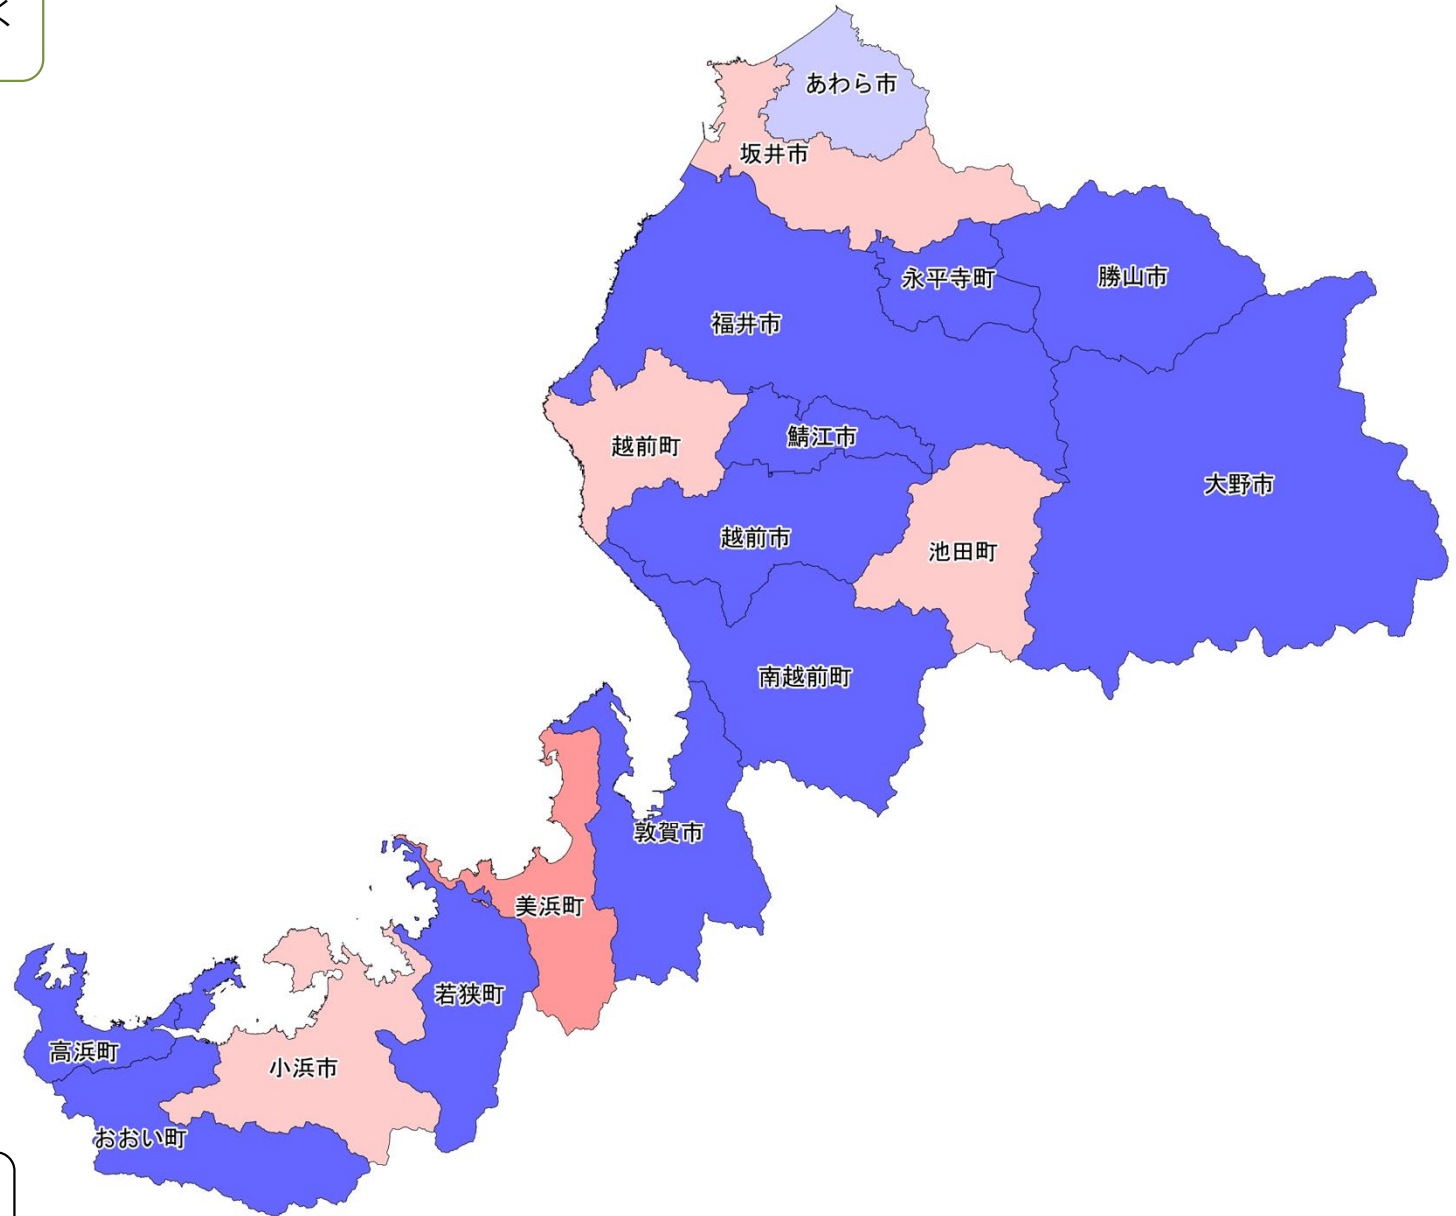 く
あわら市
坂井市
永平寺町
勝山市
福井市
鯖江市
越前町
大野市
越前市
池田町
南越前町
敦賀市
美浜町
若狭町
高浜町
小浜市
おおい町